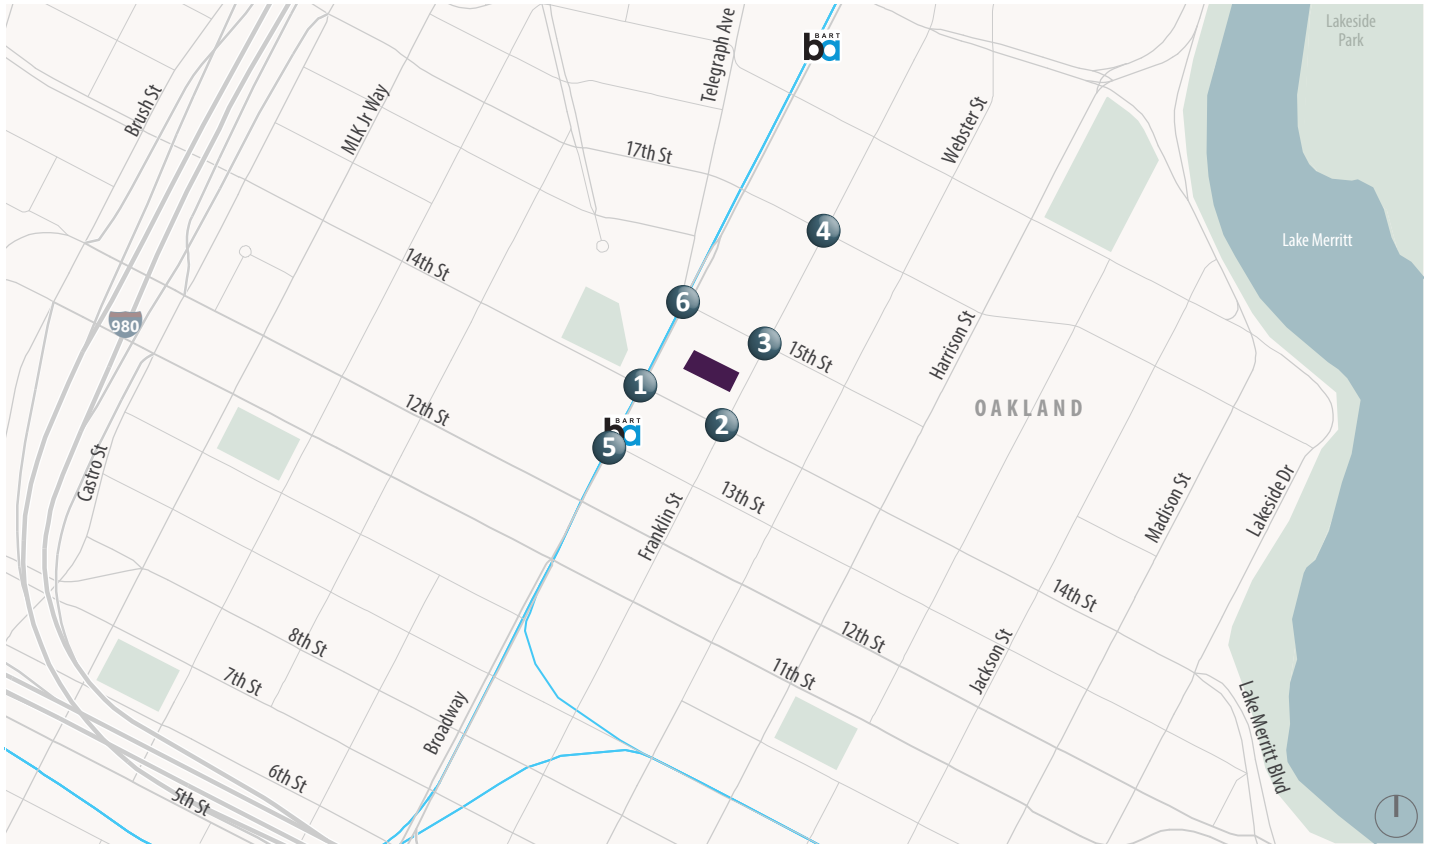 Lakeside
Park
BART
ba
Telegraph Ave
Brush St
MLK Jr Way
Webster St
17th St
4
Lake Merritt
14th St
6
980
3
15th St
Harrison St
1
OAKLAND
12th St
BART
ba
2
5
Castro St
13th St
Franklin St
Madison St
Lakeside Dr
14th St
8th St
12th St
Jackson St
11th St
7th St
Broadway
Lake Merritt Blvd
6th St
5th St